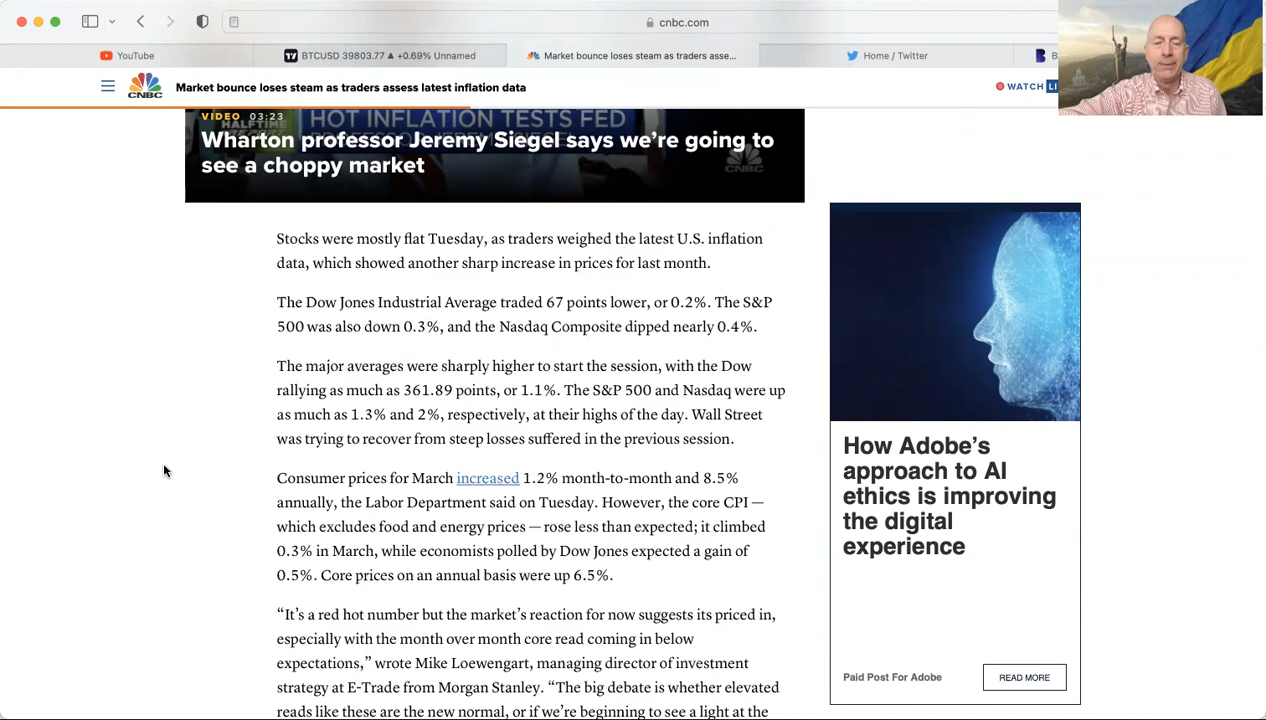 cnbc.com
YouTube
BTCUSD 39803.77 ▲ +0.69% Unnamed
Market bounce loses steam as traders asse...
Home / Twitter
CNBC
Market bounce loses steam as traders assess latest inflation data
WATCH LI
VIDEO 03:23
HALFTIME
HOT INFLATION TESTS FED
Wharton professor Jeremy Siegel says we're going to
see a choppy market
CNBC
Stocks were mostly flat Tuesday, as traders weighed the latest U.S. inflation
data, which showed another sharp increase in prices for last month.
The Dow Jones Industrial Average traded 67 points lower, or 0.2%. The S&P
500 was also down 0.3%, and the Nasdaq Composite dipped nearly 0.4%.
The major averages were sharply higher to start the session, with the Dow
rallying as much as 361.89 points, or 1.1%. The S&P 500 and Nasdaq were up
as much as 1.3% and 2%, respectively, at their highs of the day. Wall Street
was trying to recover from steep losses suffered in the previous session.
Consumer prices for March increased 1.2% month-to-month and 8.5%
annually, the Labor Department said on Tuesday. However, the core CPI —
which excludes food and energy prices — rose less than expected; it climbed
0.3% in March, while economists polled by Dow Jones expected a gain of
0.5%. Core prices on an annual basis were up 6.5%.
“It's a red hot number but the market's reaction for now suggests its priced in,
especially with the month over month core read coming in below
expectations,” wrote Mike Loewengart, managing director of investment
strategy at E-Trade from Morgan Stanley. “The big debate is whether elevated
reads like these are the new normal, or if we're beginning to see a light at the
How Adobe's
approach to AI
ethics is improving
the digital
experience
Paid Post For Adobe
READ MORE